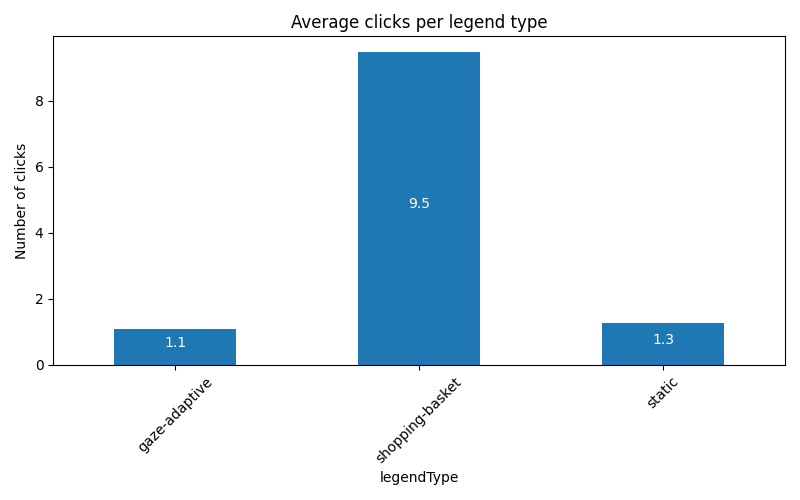 Average clicks per legend type
Number of clicks
8
6
4
2
0
1.1
9.5
1.3
gaze-adaptive
shopping-basket
static
legendType